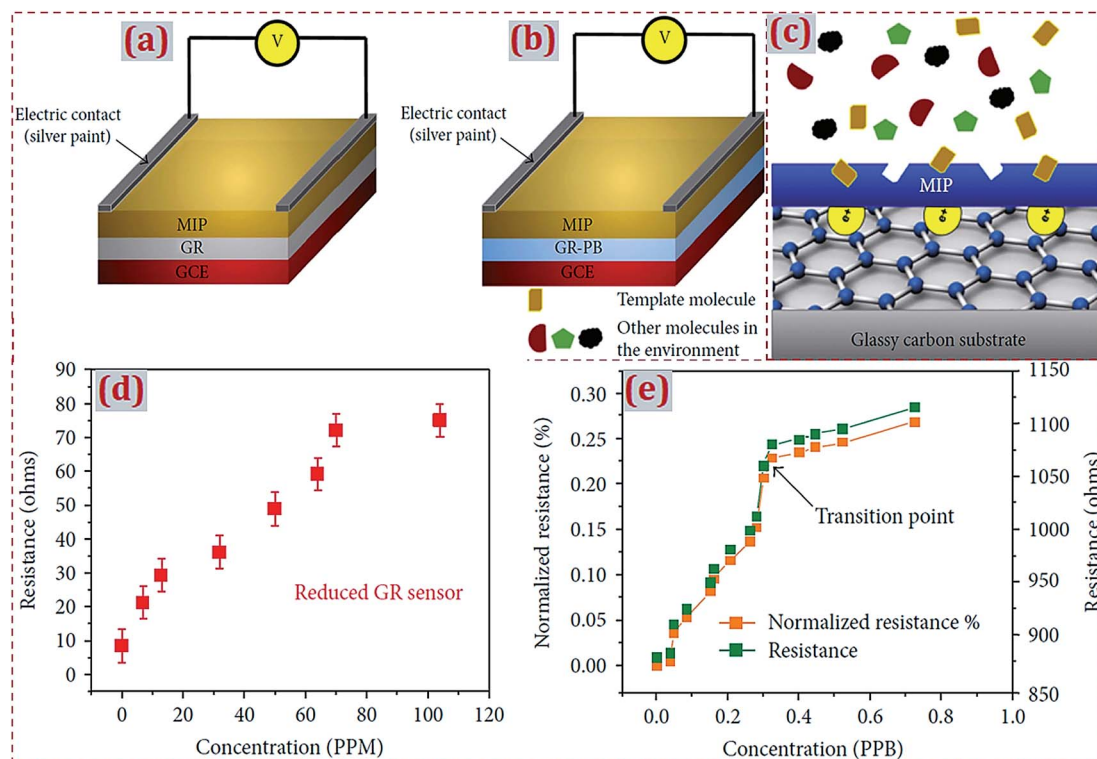 (a)
V
Electric contact
(silver paint)
MIP
GR
GCE
(b)
V
Electric contact
(silver paint)
MIP
GR-PB
GCE
Template molecule
Other molecules in
the environment
(c)
MIP
Glassy carbon substrate
(d)
90
80
70
60
50
40
30
20
10
0
Resistance (ohms)
Reduced GR sensor
0 20 40 60 80 100 120
Concentration (PPM)
(e)
0.30
0.25
0.20
0.15
0.10
0.05
0.00
Normalized resistance (%)
Transition point
Normalized resistance %
Resistance
1150
1100
1050
1000
950
900
850
Resistance (ohms)
0.0 0.2 0.4 0.6 0.8 1.0
Concentration (PPB)